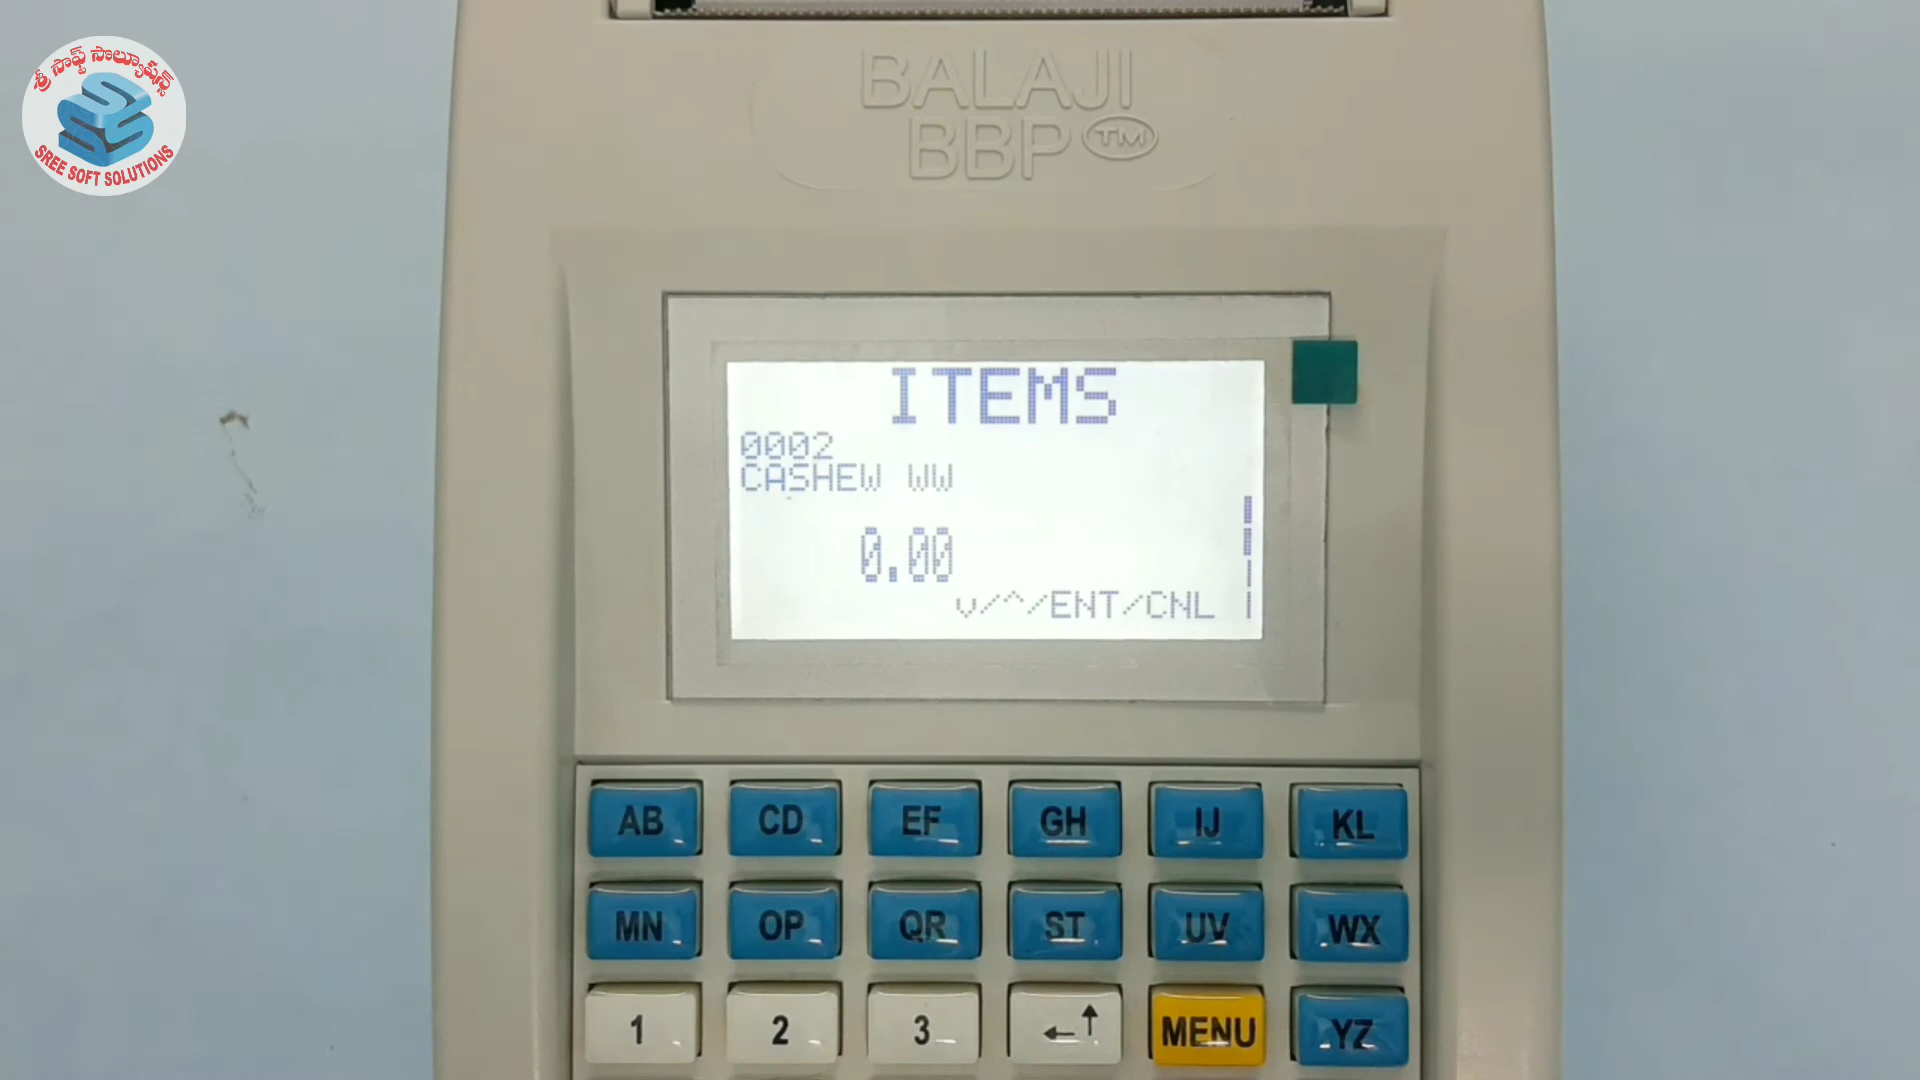 శ్రీ సాఫ్ట్ సొల్యూషన్స్
SREE SOFT SOLUTIONS
BALAJI
BBP TM
ITEMS
0002
CASHEW WW
0.00
v/^/ENT/CNL
AB CD EF GH IJ KL
MN OP QR ST UV WX
1 2 3 ←↑ MENU YZ